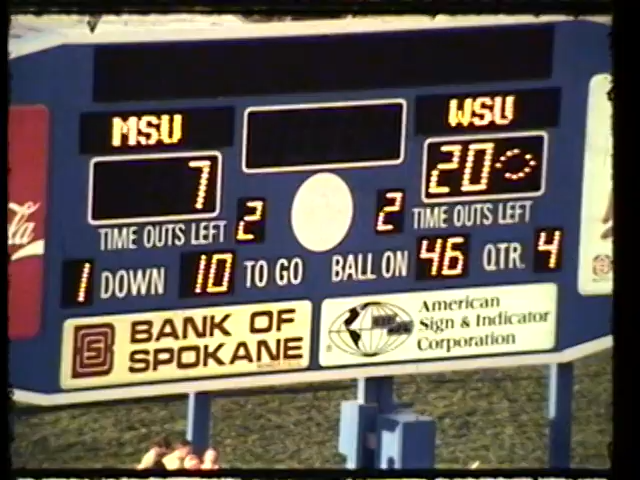 MSU WSU
7 20
TIME OUTS LEFT 2 2 TIME OUTS LEFT
1 DOWN 10 TO GO BALL ON 46 QTR. 4
BANK OF
SPOKANE
American
Sign & Indicator
Corporation
la